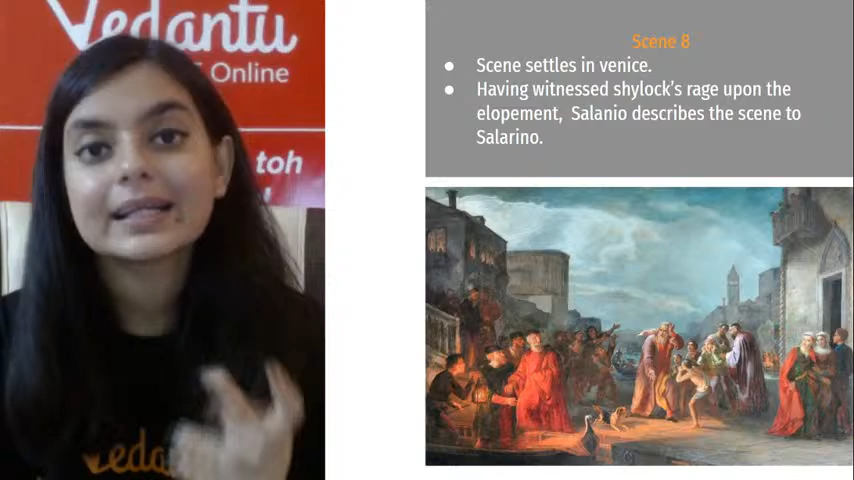 Vedantu
Online
toh
Scene 8
● Scene settles in venice.
● Having witnessed shylock's rage upon the
elopement, Salanio describes the scene to
Salarino.
Veda